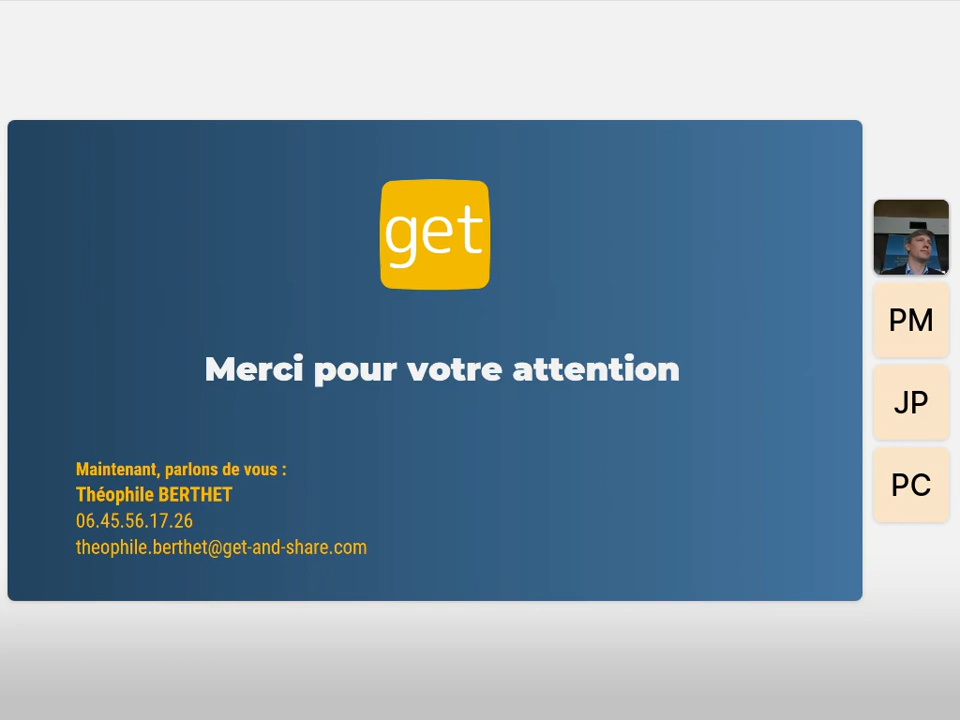 get
Merci pour votre attention
Maintenant, parlons de vous :
Théophile BERTHET
06.45.56.17.26
theophile.berthet@get-and-share.com
PM
JP
PC